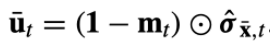 ū_t = (1 − m_t) ⊙ σ̂_{x̄,t}.